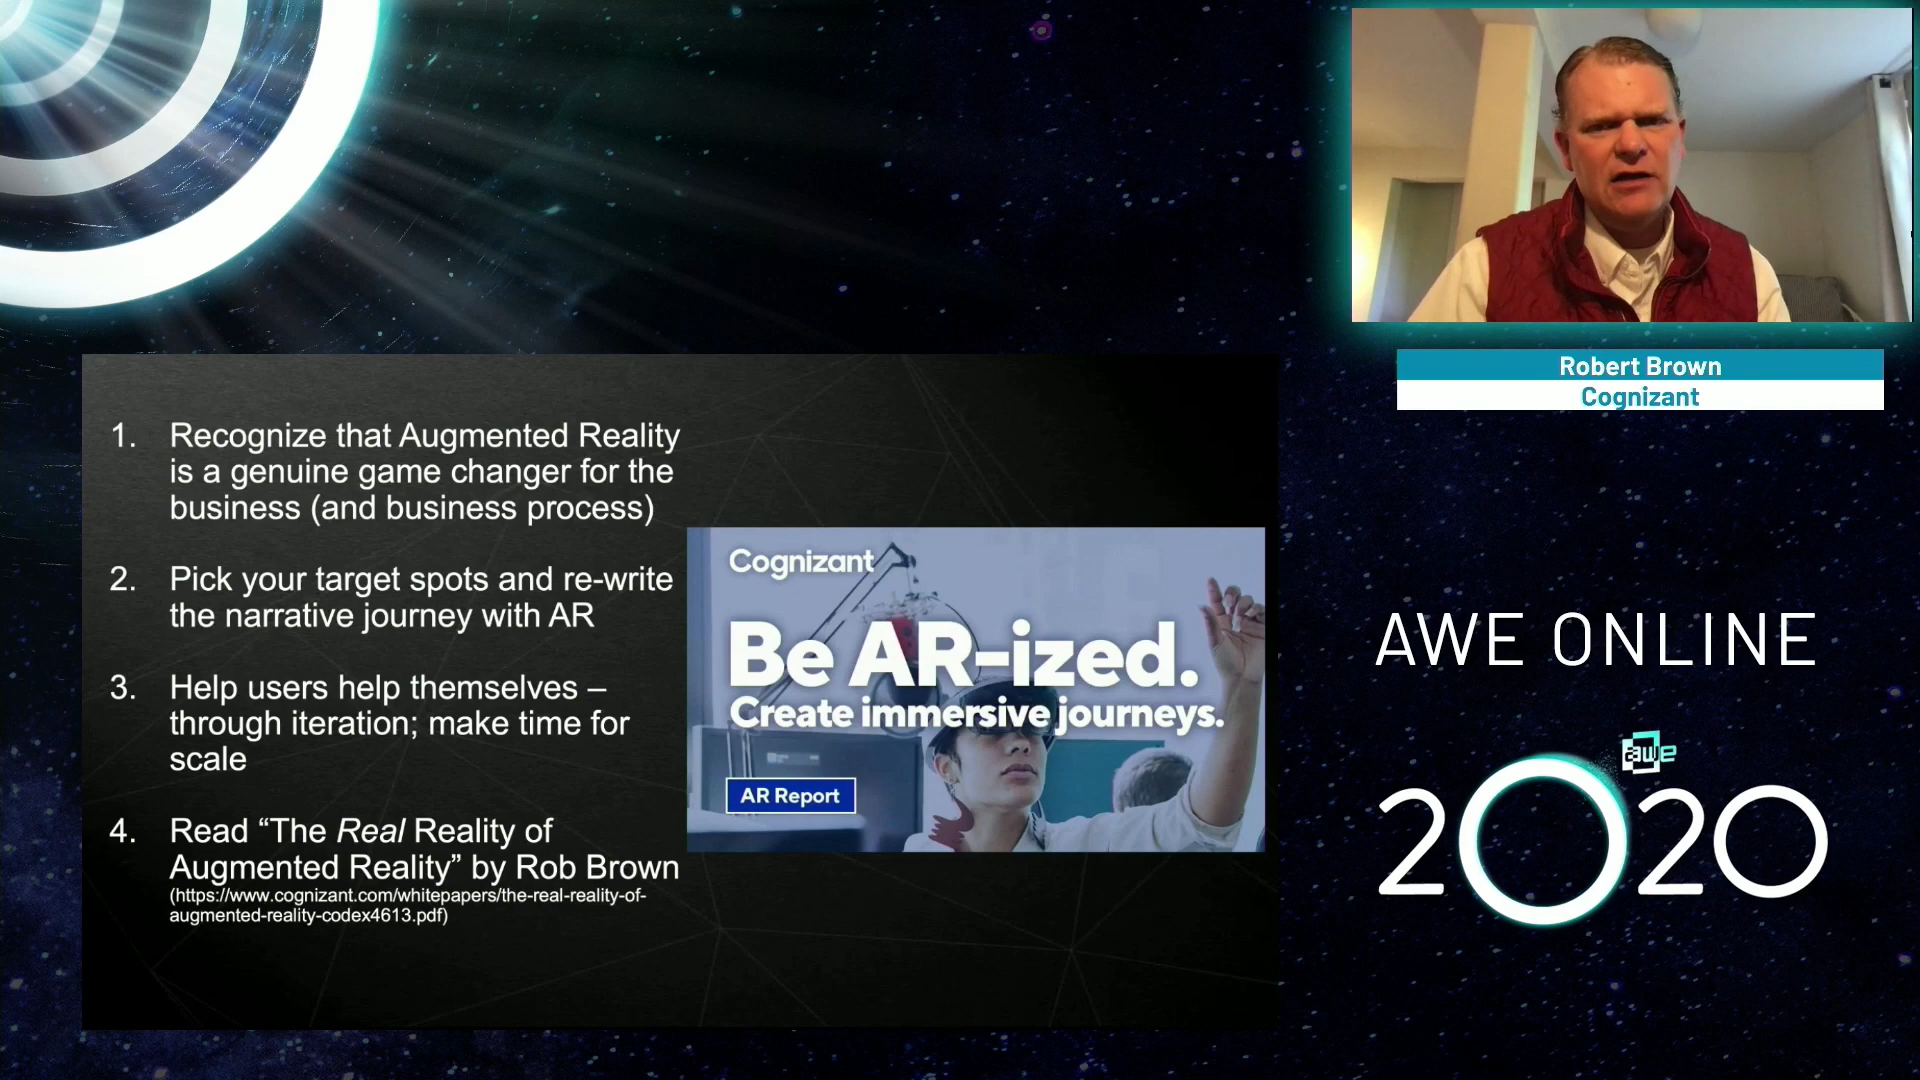 Robert Brown
Cognizant
1. Recognize that Augmented Reality
is a genuine game changer for the
business (and business process)
2. Pick your target spots and re-write
the narrative journey with AR
3. Help users help themselves –
through iteration; make time for
scale
4. Read “The Real Reality of
Augmented Reality” by Rob Brown
(https://www.cognizant.com/whitepapers/the-real-reality-of-
augmented-reality-codex4613.pdf)
Cognizant
Be AR-ized.
Create immersive journeys.
AR Report
AWE ONLINE
awe
2020